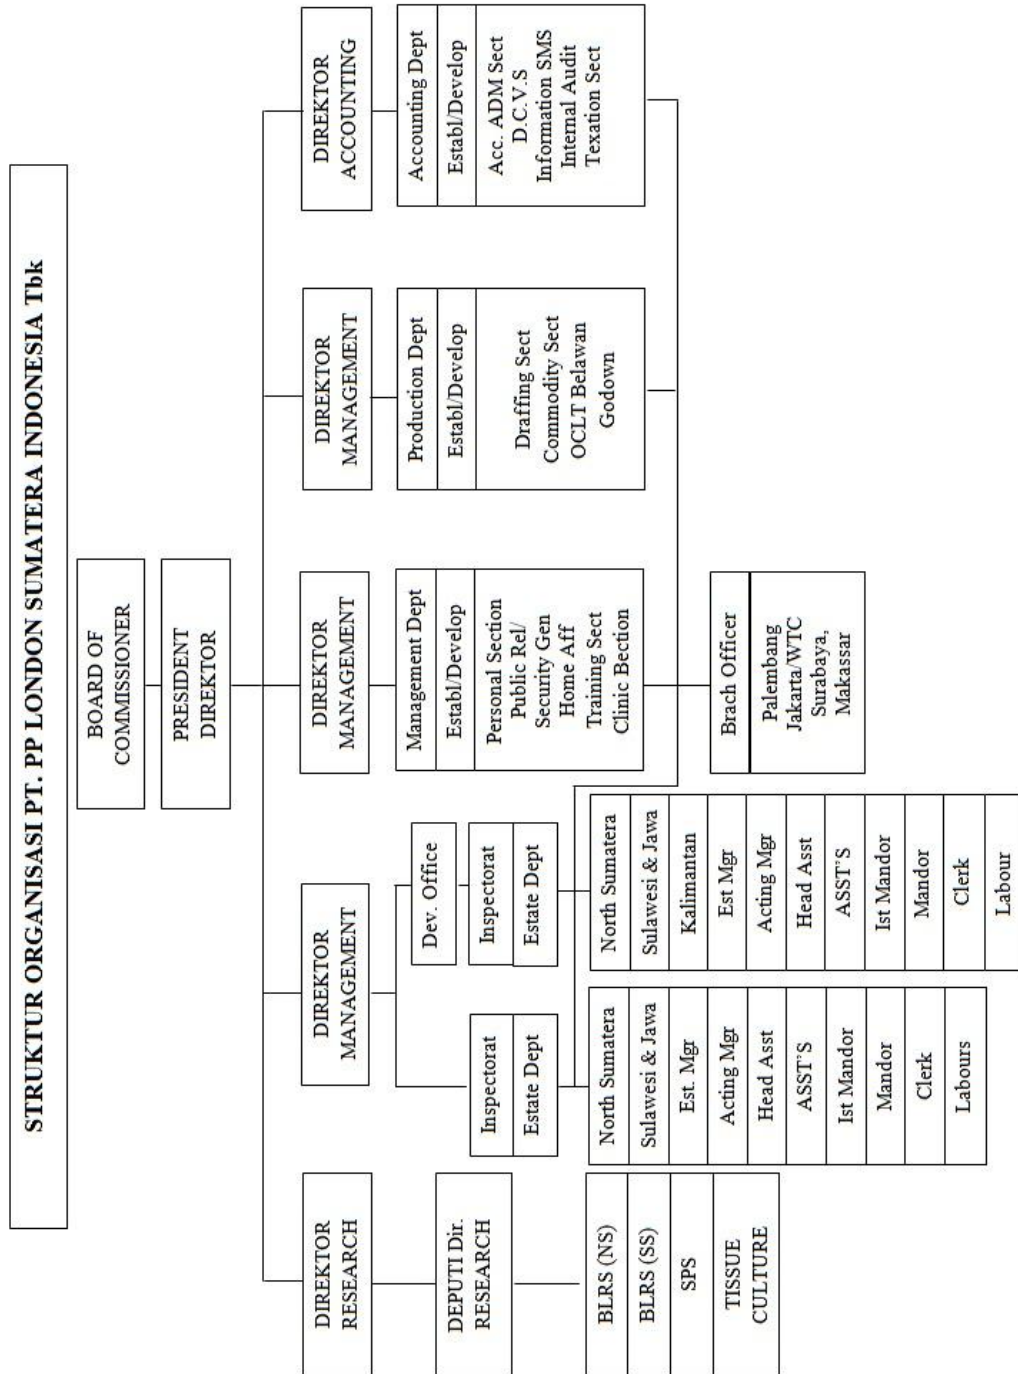 STRUKTUR ORGANISASI PT. PP LONDON SUMATERA INDONESIA Tbk
BOARD OF
COMMISSIONER
PRESIDENT
DIREKTOR
DIREKTOR
RESEARCH
DEPUTI Dir.
RESEARCH
BLRS (NS)
BLRS (SS)
SPS
TISSUE
CULTURE
DIREKTOR
MANAGEMENT
Inspectorat
Estate Dept
North Sumatera
Sulawesi & Jawa
Est. Mgr
Acting Mgr
Head Asst
ASST'S
Ist Mandor
Mandor
Clerk
Labours
Dev. Office
Inspectorat
Estate Dept
North Sumatera
Sulawesi & Jawa
Kalimantan
Est Mgr
Acting Mgr
Head Asst
ASST'S
Ist Mandor
Mandor
Clerk
Labour
DIREKTOR
MANAGEMENT
Management Dept
Establ/Develop
Personal Section
Public Rel/
Security Gen
Home Aff
Training Sect
Clinic Bection
Brach Officer
Palembang
Jakarta/WTC
Surabaya,
Makassar
DIREKTOR
MANAGEMENT
Production Dept
Establ/Develop
Draffing Sect
Commodity Sect
OCLT Belawan
Godown
DIREKTOR
ACCOUNTING
Accounting Dept
Establ/Develop
Acc. ADM Sect
D.C.V.S
Information SMS
Internal Audit
Texation Sect